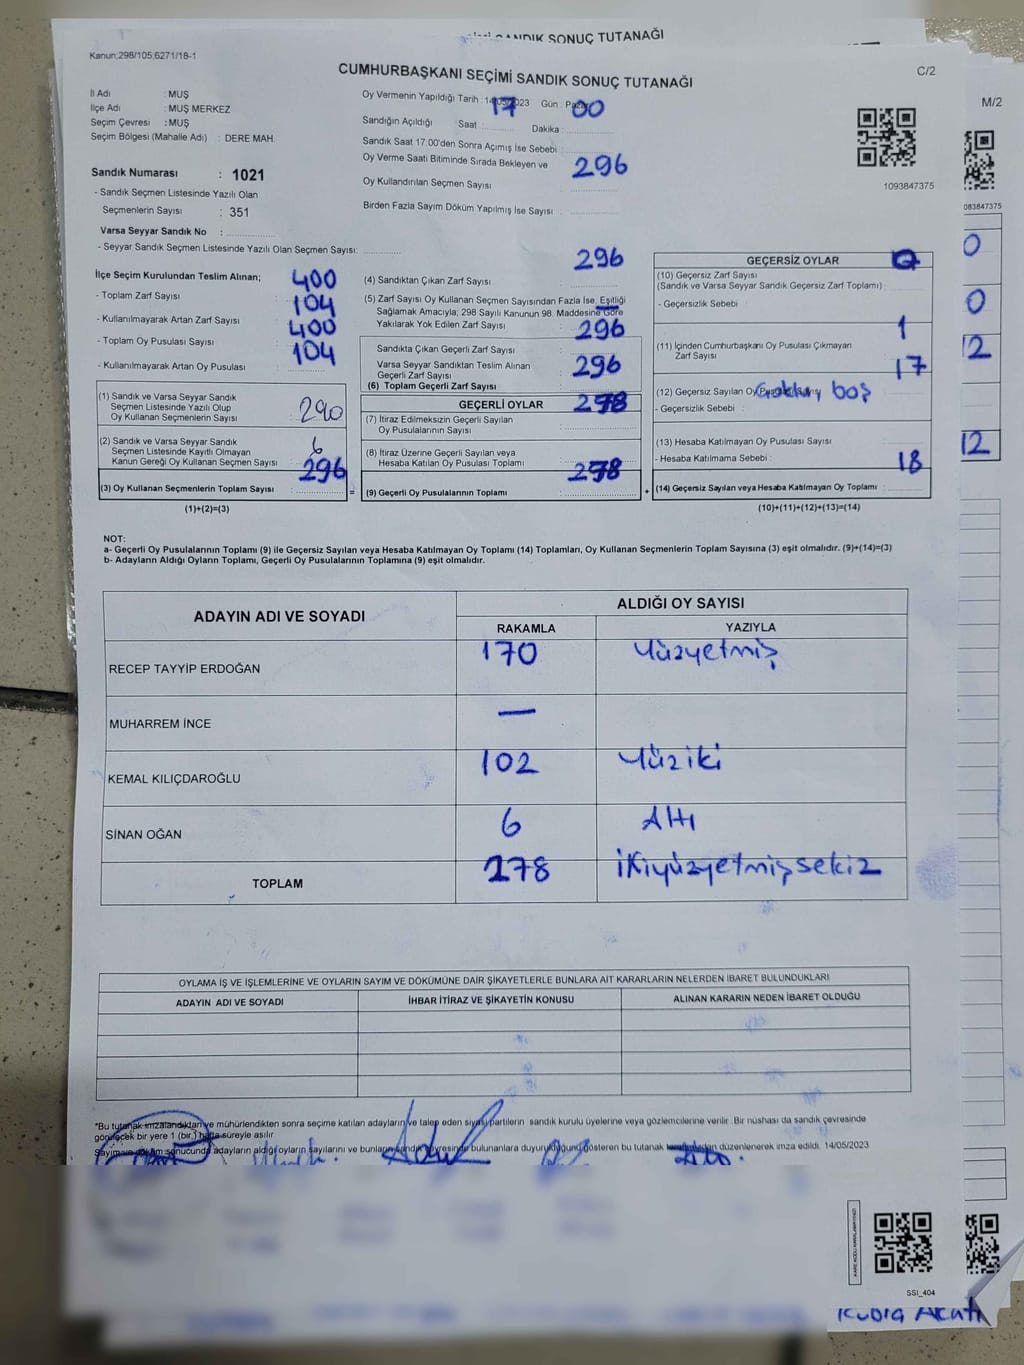 SANDIK SONUÇ TUTANAĞI
Kanun:298/105;6271/18-1
C/2
M/2
CUMHURBAŞKANI SEÇİMİ SANDIK SONUÇ TUTANAĞI
İl Adı : MUŞ
İlçe Adı : MUŞ MERKEZ
Seçim Çevresi : MUŞ
Seçim Bölgesi (Mahalle Adı) : DERE MAH.
Sandık Numarası : 1021
- Sandık Seçmen Listesinde Yazılı Olan
Seçmenlerin Sayısı : 351
Varsa Seyyar Sandık No :
- Seyyar Sandık Seçmen Listesinde Yazılı Olan Seçmen Sayısı:
Oy Vermenin Yapıldığı Tarih : 14/05/2023 Gün : Pazar
Sandığın Açıldığı Saat : 17 Dakika : 00
Sandık Saat 17.00'den Sonra Açımış İse Sebebi :
Oy Verme Saati Bitiminde Sırada Bekleyen ve
Oy Kullandırılan Seçmen Sayısı : 296
Birden Fazla Sayım Döküm Yapılmış İse Sayısı :
1093847375
083847375
İlçe Seçim Kurulundan Teslim Alınan;
- Toplam Zarf Sayısı : 400
- Kullanılmayarak Artan Zarf Sayısı : 104
- Toplam Oy Pusulası Sayısı : 400
- Kullanılmayarak Artan Oy Pusulası : 104
(1) Sandık ve Varsa Seyyar Sandık
Seçmen Listesinde Yazılı Olup
Oy Kullanan Seçmenlerin Sayısı 290
(2) Sandık ve Varsa Seyyar Sandık
Seçmen Listesinde Kayıtlı Olmayan
Kanun Gereği Oy Kullanan Seçmen Sayısı 6
(3) Oy Kullanan Seçmenlerin Toplam Sayısı : 296
(1)+(2)=(3)
=
(4) Sandıktan Çıkan Zarf Sayısı : 296
(5) Zarf Sayısı Oy Kullanan Seçmen Sayısından Fazla İse, Eşitliği
Sağlamak Amacıyla; 298 Sayılı Kanunun 98. Maddesine Göre
Yakılarak Yok Edilen Zarf Sayısı :
Sandıkta Çıkan Geçerli Zarf Sayısı : 296
Varsa Seyyar Sandıktan Teslim Alınan
Geçerli Zarf Sayısı
(6) Toplam Geçerli Zarf Sayısı : 296
GEÇERLİ OYLAR
(7) İtiraz Edilmeksizin Geçerli Sayılan
Oy Pusulalarının Sayısı : 278
(8) İtiraz Üzerine Geçerli Sayılan veya
Hesaba Katılan Oy Pusulası Toplamı
(9) Geçerli Oy Pusulalarının Toplamı : 278
+
GEÇERSİZ OYLAR
(10) Geçersiz Zarf Sayısı 0
(Sandık ve Varsa Seyyar Sandık Geçersiz Zarf Toplamı)
- Geçersizlik Sebebi :
(11) İçinden Cumhurbaşkanı Oy Pusulası Çıkmayan
Zarf Sayısı 1
(12) Geçersiz Sayılan Oy Pusulası Sayısı 17
- Geçersizlik Sebebi : boş
(13) Hesaba Katılmayan Oy Pusulası Sayısı
- Hesaba Katılmama Sebebi :
(14) Geçersiz Sayılan veya Hesaba Katılmayan Oy Toplamı : 18
(10)+(11)+(12)+(13)=(14)
0
0
12
12
NOT:
a- Geçerli Oy Pusulalarının Toplamı (9) ile Geçersiz Sayılan veya Hesaba Katılmayan Oy Toplamı (14) Toplamları, Oy Kullanan Seçmenlerin Toplam Sayısına (3) eşit olmalıdır. (9)+(14)=(3)
b- Adayların Aldığı Oyların Toplamı, Geçerli Oy Pusulalarının Toplamına (9) eşit olmalıdır.
ADAYIN ADI VE SOYADI ALDIĞI OY SAYISI
RAKAMLA YAZIYLA
RECEP TAYYİP ERDOĞAN 170 Yüzyetmiş
MUHARREM İNCE —
KEMAL KILIÇDAROĞLU 102 Yüziki
SİNAN OĞAN 6 Altı
TOPLAM 278 ikiyüzyetmişsekiz
OYLAMA İŞ VE İŞLEMLERİNE VE OYLARIN SAYIM VE DÖKÜMÜNE DAİR ŞİKAYETLERLE BUNLARA AİT KARARLARIN NELERDEN İBARET BULUNDUKLARI
ADAYIN ADI VE SOYADI İHBAR İTİRAZ VE ŞİKAYETİN KONUSU ALINAN KARARIN NEDEN İBARET OLDUĞU
*Bu tutanak imzalandıktan ve mühürlendikten sonra seçime katılan adayların ve talep eden siyasi partilerin sandık kurulu üyelerine veya gözlemcilerine verilir. Bir nüshası da sandık çevresinde
görülecek bir yere 1 (bir) hafta süreyle asılır.
Sayım ve döküm sonucunda adayların aldığı oyların sayılarını ve bunların sandık çevresinde bulunanlara duyurulduğunu gösteren bu tutanak tarafımızdan düzenlenerek imza edildi. 14/05/2023
SSI_404